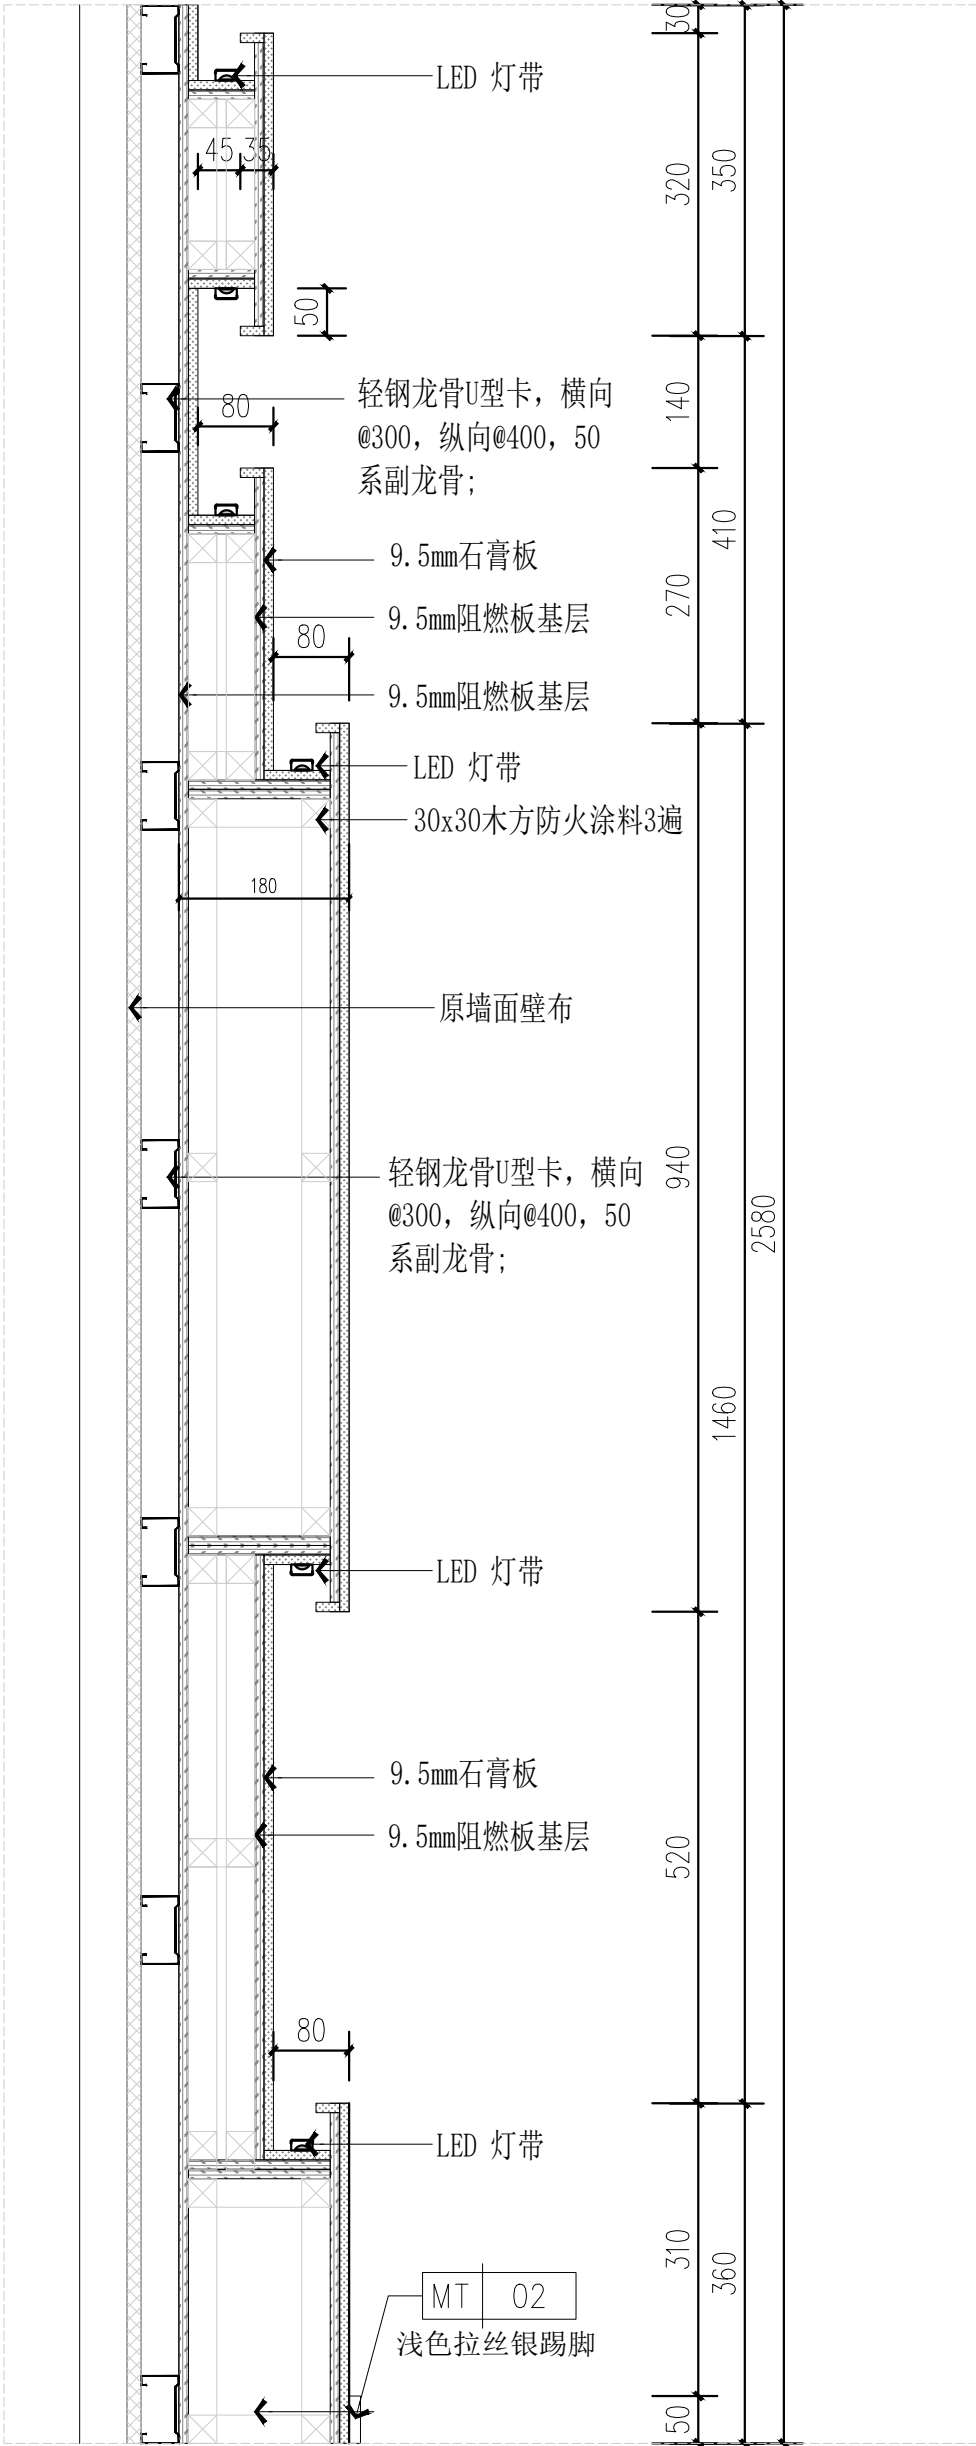 30
LED 灯带
45
35
320
350
50
轻钢龙骨U型卡，横向
@300，纵向@400，50
系副龙骨;
80
140
9.5mm石膏板
410
270
9.5mm阻燃板基层
80
9.5mm阻燃板基层
LED 灯带
30x30木方防火涂料3遍
180
原墙面壁布
轻钢龙骨U型卡，横向
@300，纵向@400，50
系副龙骨;
940
2580
1460
LED 灯带
9.5mm石膏板
9.5mm阻燃板基层
520
80
LED 灯带
310
360
MT 02
浅色拉丝银踢脚
50